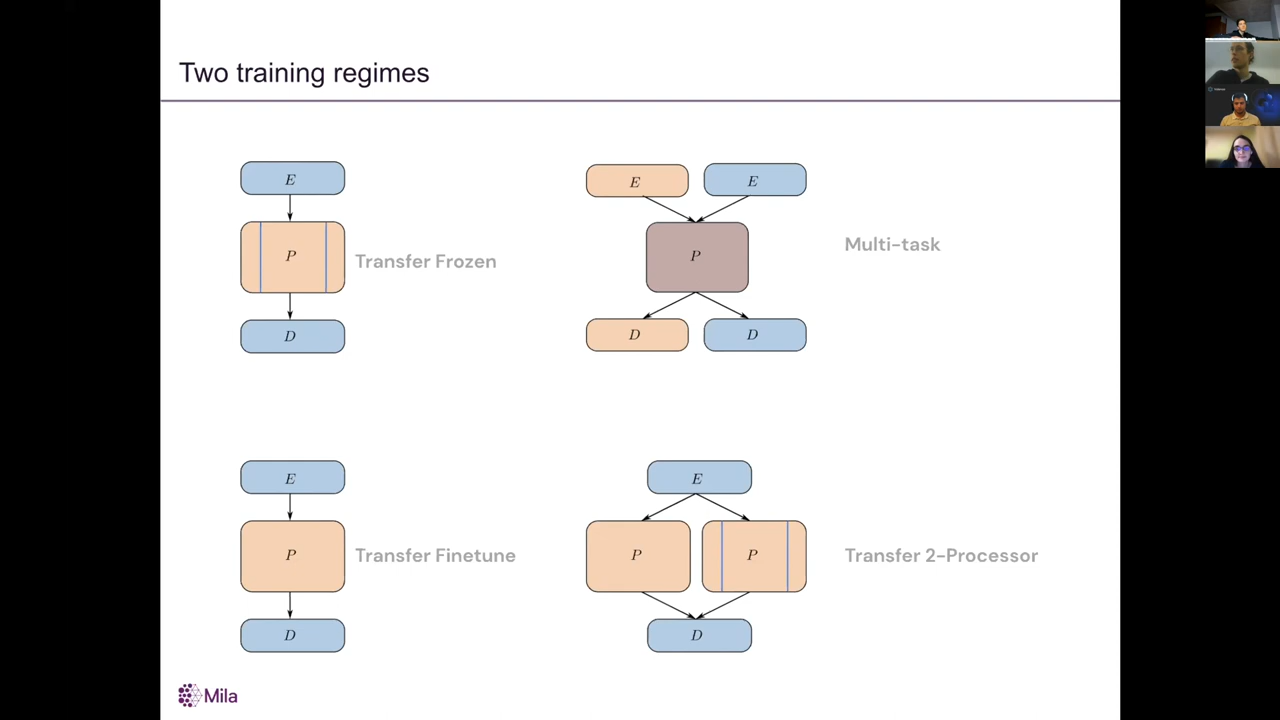 Two training regimes
E
P
Transfer Frozen
D
E E
P
Multi-task
D D
E
P
Transfer Finetune
D
E
P P
Transfer 2-Processor
D
Mila